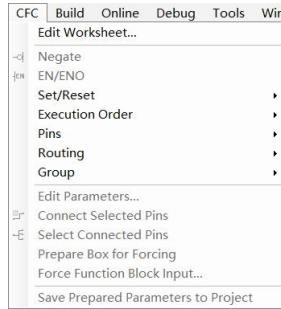 CFC Build Online Debug Tools
Edit Worksheet...
Negate
EN EN/ENO
Set/Reset
Execution Order
Pins
Routing
Group
Edit Parameters...
Connect Selected Pins
Select Connected Pins
Prepare Box for Forcing
Force Function Block Input...
Save Prepared Parameters to Project